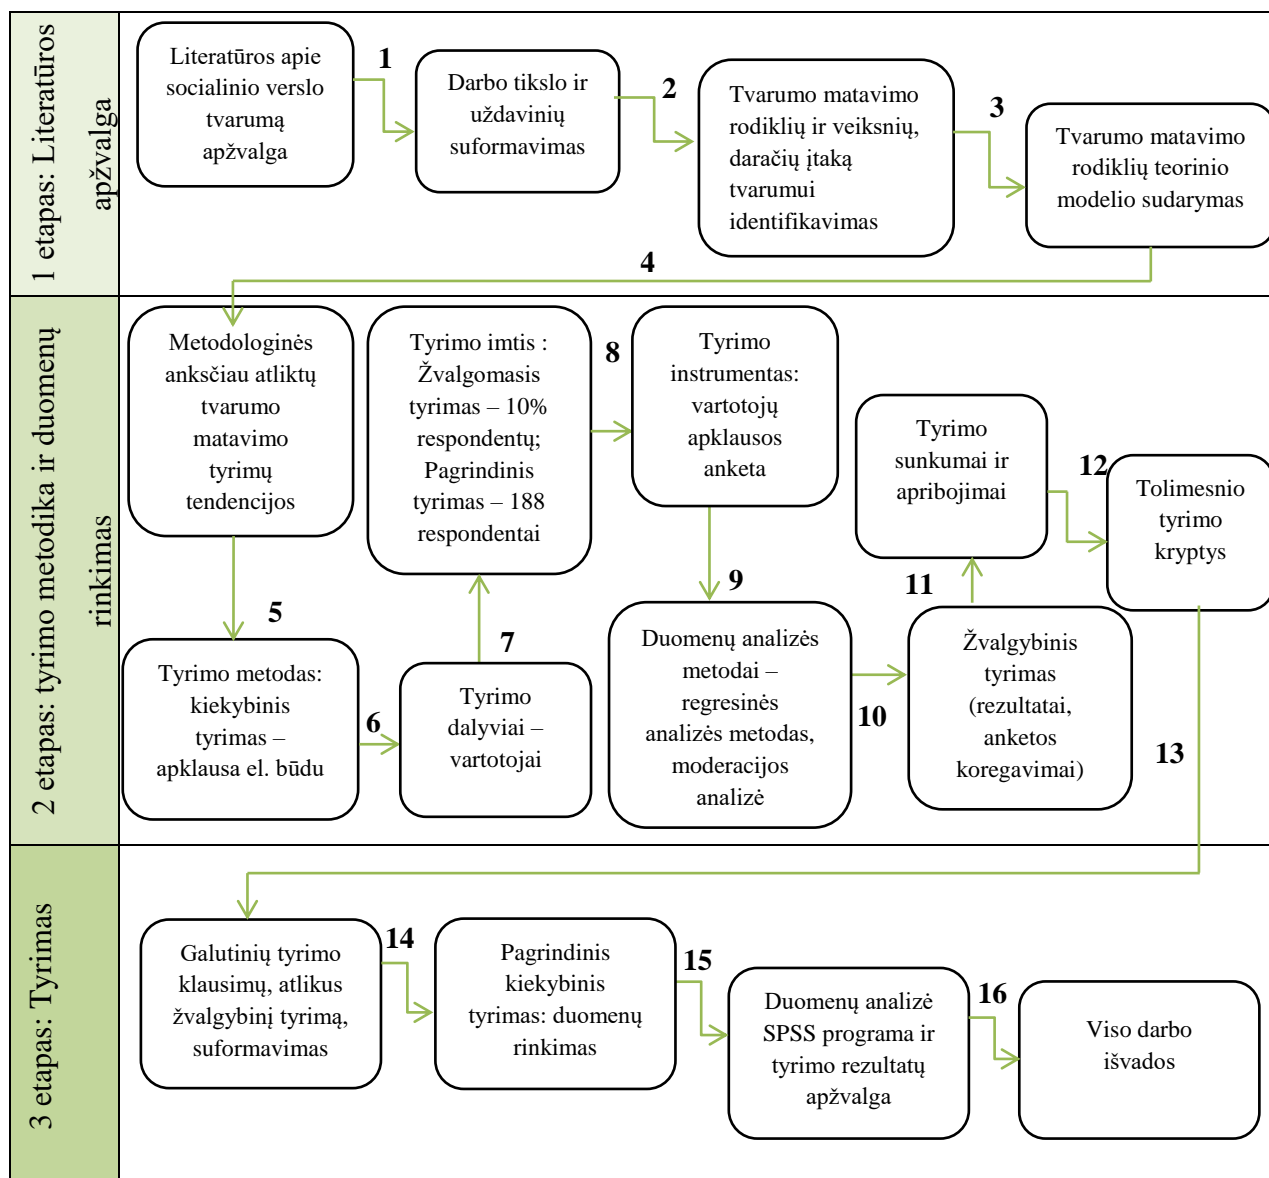 1 etapas: Literatūros
apžvalga
Literatūros apie
socialinio verslo
tvarumą
apžvalga
1
Darbo tikslo ir
uždavinių
suformavimas
2
Tvarumo matavimo
rodiklių ir veiksnių,
daračių įtaką
tvarumui
identifikavimas
3
Tvarumo matavimo
rodiklių teorinio
modelio sudarymas
4
2 etapas: tyrimo metodika ir duomenų
rinkimas
Metodologinės
anksčiau atliktų
tvarumo
matavimo
tyrimų
tendencijos
5
Tyrimo metodas:
kiekybinis
tyrimas –
apklausa el. būdu
6
Tyrimo
dalyviai –
vartotojai
7
Tyrimo imtis :
Žvalgomasis
tyrimas – 10%
respondentų;
Pagrindinis
tyrimas – 188
respondentai
8
Tyrimo
instrumentas:
vartotojų
apklausos
anketa
9
Duomenų analizės
metodai –
regresinės
analizės metodas,
moderacijos
analizė
10
Žvalgybinis
tyrimas
(rezultatai,
anketos
koregavimai)
11
Tyrimo
sunkumai ir
apribojimai
12
Tolimesnio
tyrimo
kryptys
13
3 etapas: Tyrimas
Galutinių tyrimo
klausimų, atlikus
žvalgybinį tyrimą,
suformavimas
14
Pagrindinis
kiekybinis
tyrimas: duomenų
rinkimas
15
Duomenų analizė
SPSS programa ir
tyrimo rezultatų
apžvalga
16
Viso darbo
išvados